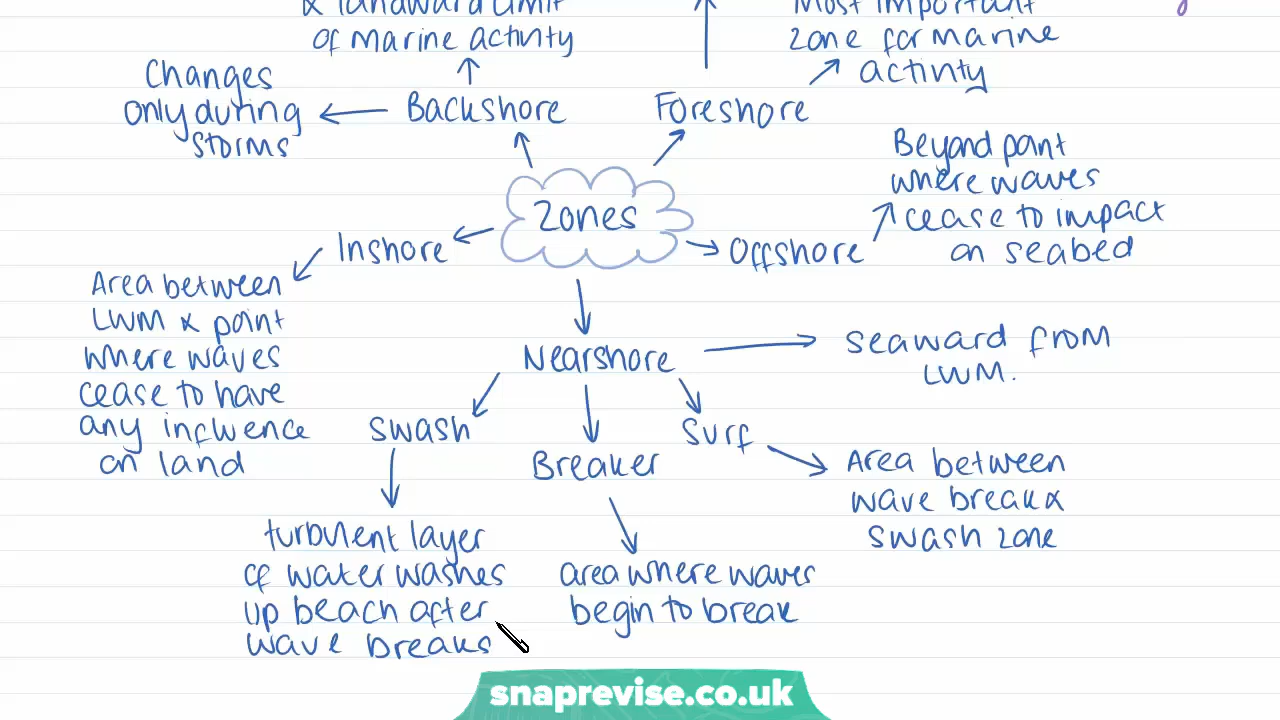 & landward limit
of marine activity
Most important
zone for marine
activity
Changes
only during
storms
Backshore
Foreshore
Beyond point
where waves
cease to impact
on seabed
Zones
Inshore
Offshore
Area between
LWM & point
where waves
cease to have
any influence
on land
Nearshore
seaward from
LWM.
Swash
Breaker
Surf
Area between
wave break &
swash zone
turbulent layer
of water washes
up beach after
wave breaks
area where waves
begin to break
snaprevise.co.uk